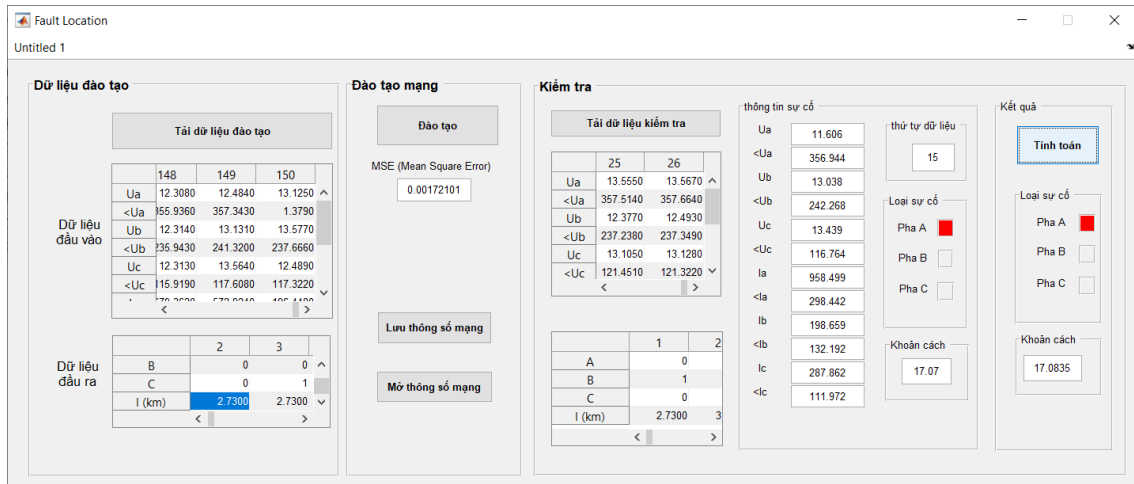 Fault Location
Untitled 1
Dữ liệu đào tạo
Tải dữ liệu đào tạo
148 149 150
Ua 12.3080 12.4840 13.1250
<Ua 355.9360 357.3430 1.3790
Ub 12.3140 13.1310 13.5770
<Ub 235.9430 241.3200 237.6660
Uc 12.3130 13.5640 12.4890
<Uc 115.9190 117.6080 117.3220
Dữ liệu
đầu vào
2 3
B 0 0
C 0 1
l (km) 2.7300 2.7300
Dữ liệu
đầu ra
Đào tạo mạng
Đào tạo
MSE (Mean Square Error)
0.00172101
Lưu thông số mạng
Mở thông số mạng
Kiểm tra
Tải dữ liệu kiểm tra
25 26
Ua 13.5550 13.5670
<Ua 357.5140 357.6640
Ub 12.3770 12.4930
<Ub 237.2380 237.3490
Uc 13.1050 13.1280
<Uc 121.4510 121.3220
1 2
A 0
B 1
C 0
l (km) 2.7300 3
thông tin sự cố
Ua 11.606
<Ua 356.944
Ub 13.038
<Ub 242.268
Uc 13.439
<Uc 116.764
Ia 958.499
<Ia 298.442
Ib 198.659
<Ib 132.192
Ic 287.862
<Ic 111.972
thứ tự dữ liệu
15
Loại sự cố
Pha A
Pha B
Pha C
Khoản cách
17.07
Kết quả
Tính toán
Loại sự cố
Pha A
Pha B
Pha C
Khoản cách
17.0835